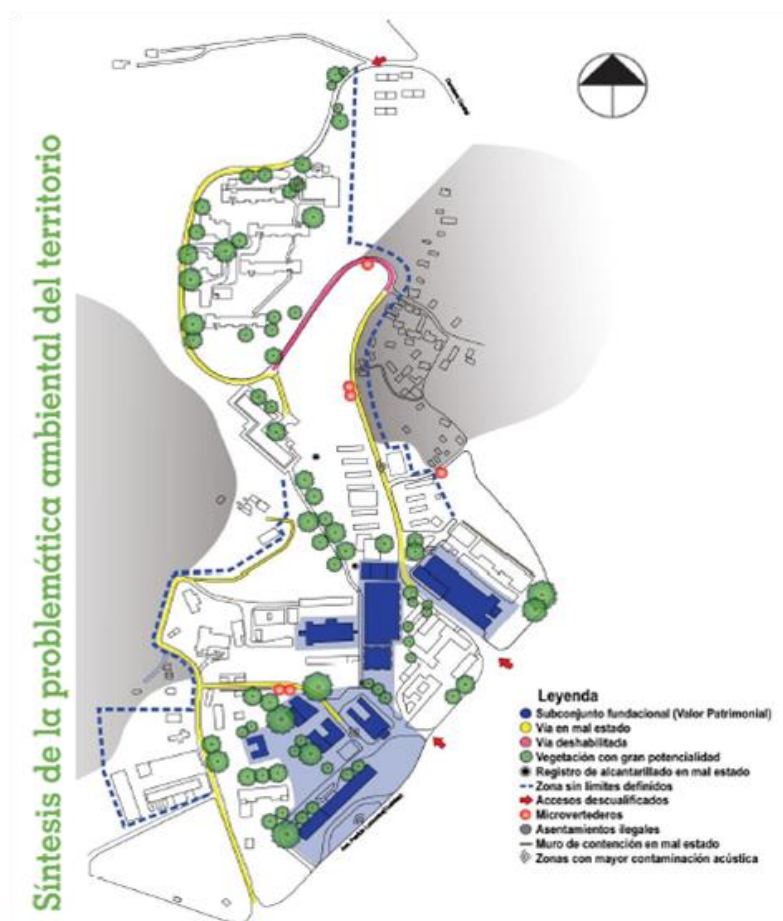 Síntesis de la problemática ambiental del territorio
Leyenda
Subconjunto fundacional (Valor Patrimonial)
Vía en mal estado
Vía deshabilitada
Vegetación con gran potencialidad
Registro de alcantarillado en mal estado
Zona sin limites definidos
Accesos descualificados
Microvertederos
Asentamientos ilegales
Muro de contención en mal estado
Zonas con mayor contaminación acústica